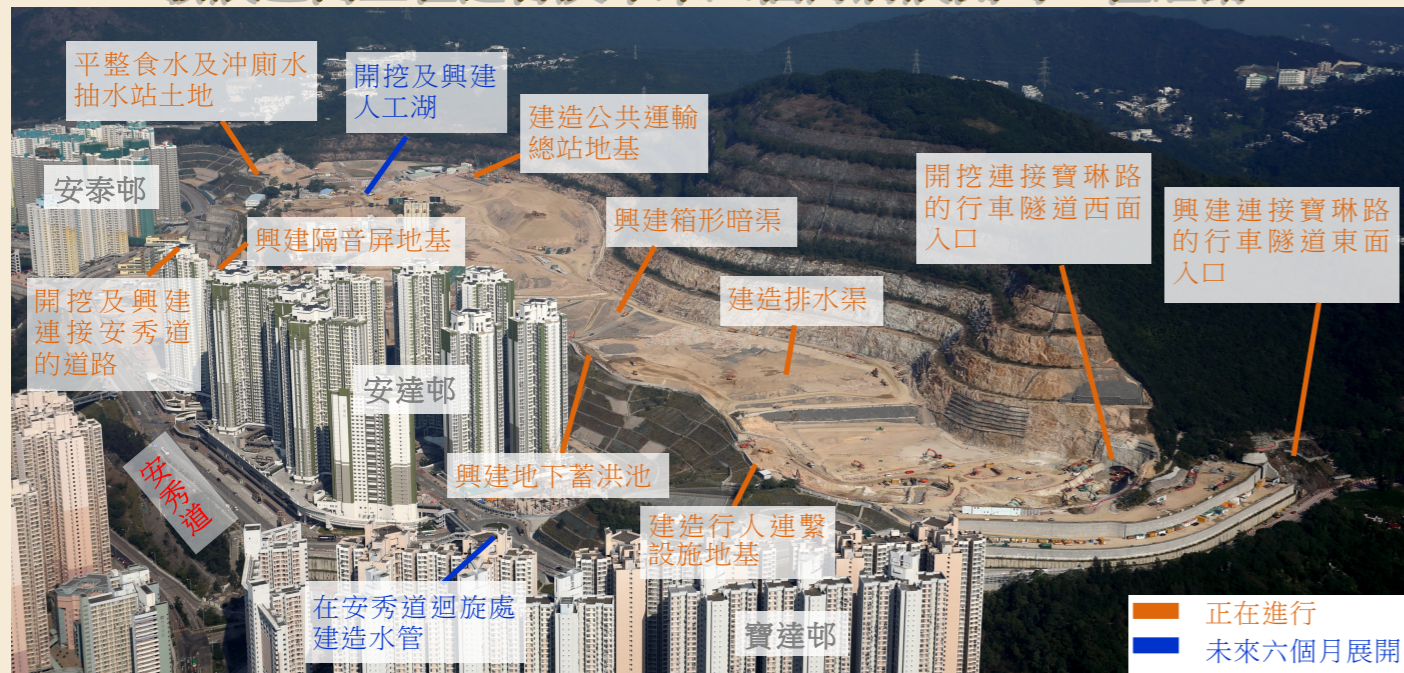 平整食水及沖廁水
抽水站土地
開挖及興建
人工湖
建造公共運輸
總站地基
開挖連接寶琳路
的行車隧道西面
入口
興建連接寶琳路
的行車隧道東面
入口
安泰邨
興建隔音屏地基
興建箱形暗渠
開挖及興建
連接安秀道
的道路
建造排水渠
安達邨
安秀道
興建地下蓄洪池
建造行人連繫
設施地基
在安秀道迴旋處
建造水管
寶達邨
正在進行
未來六個月展開